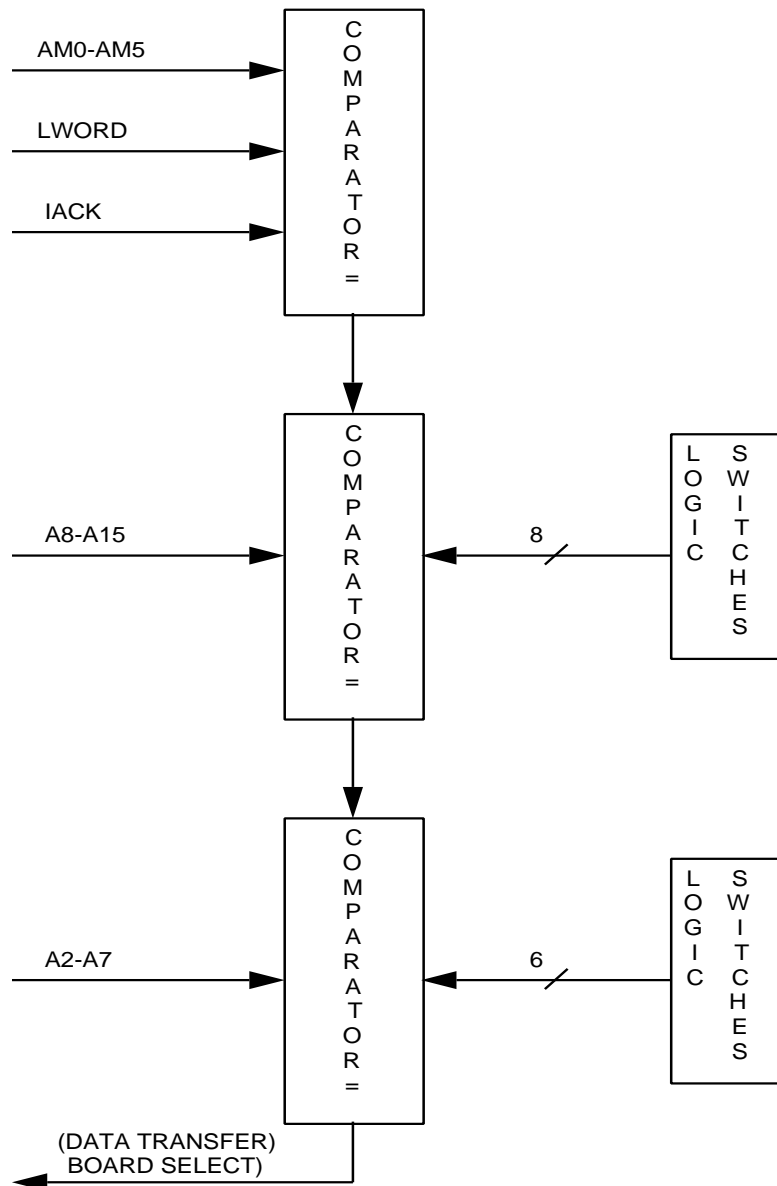 AM0-AM5
LWORD
IACK
COMPARATOR=
A8-A15
COMPARATOR=
8
LOGIC
SWITCHES
A2-A7
COMPARATOR=
6
LOGIC
SWITCHES
(DATA TRANSFER)
BOARD SELECT)